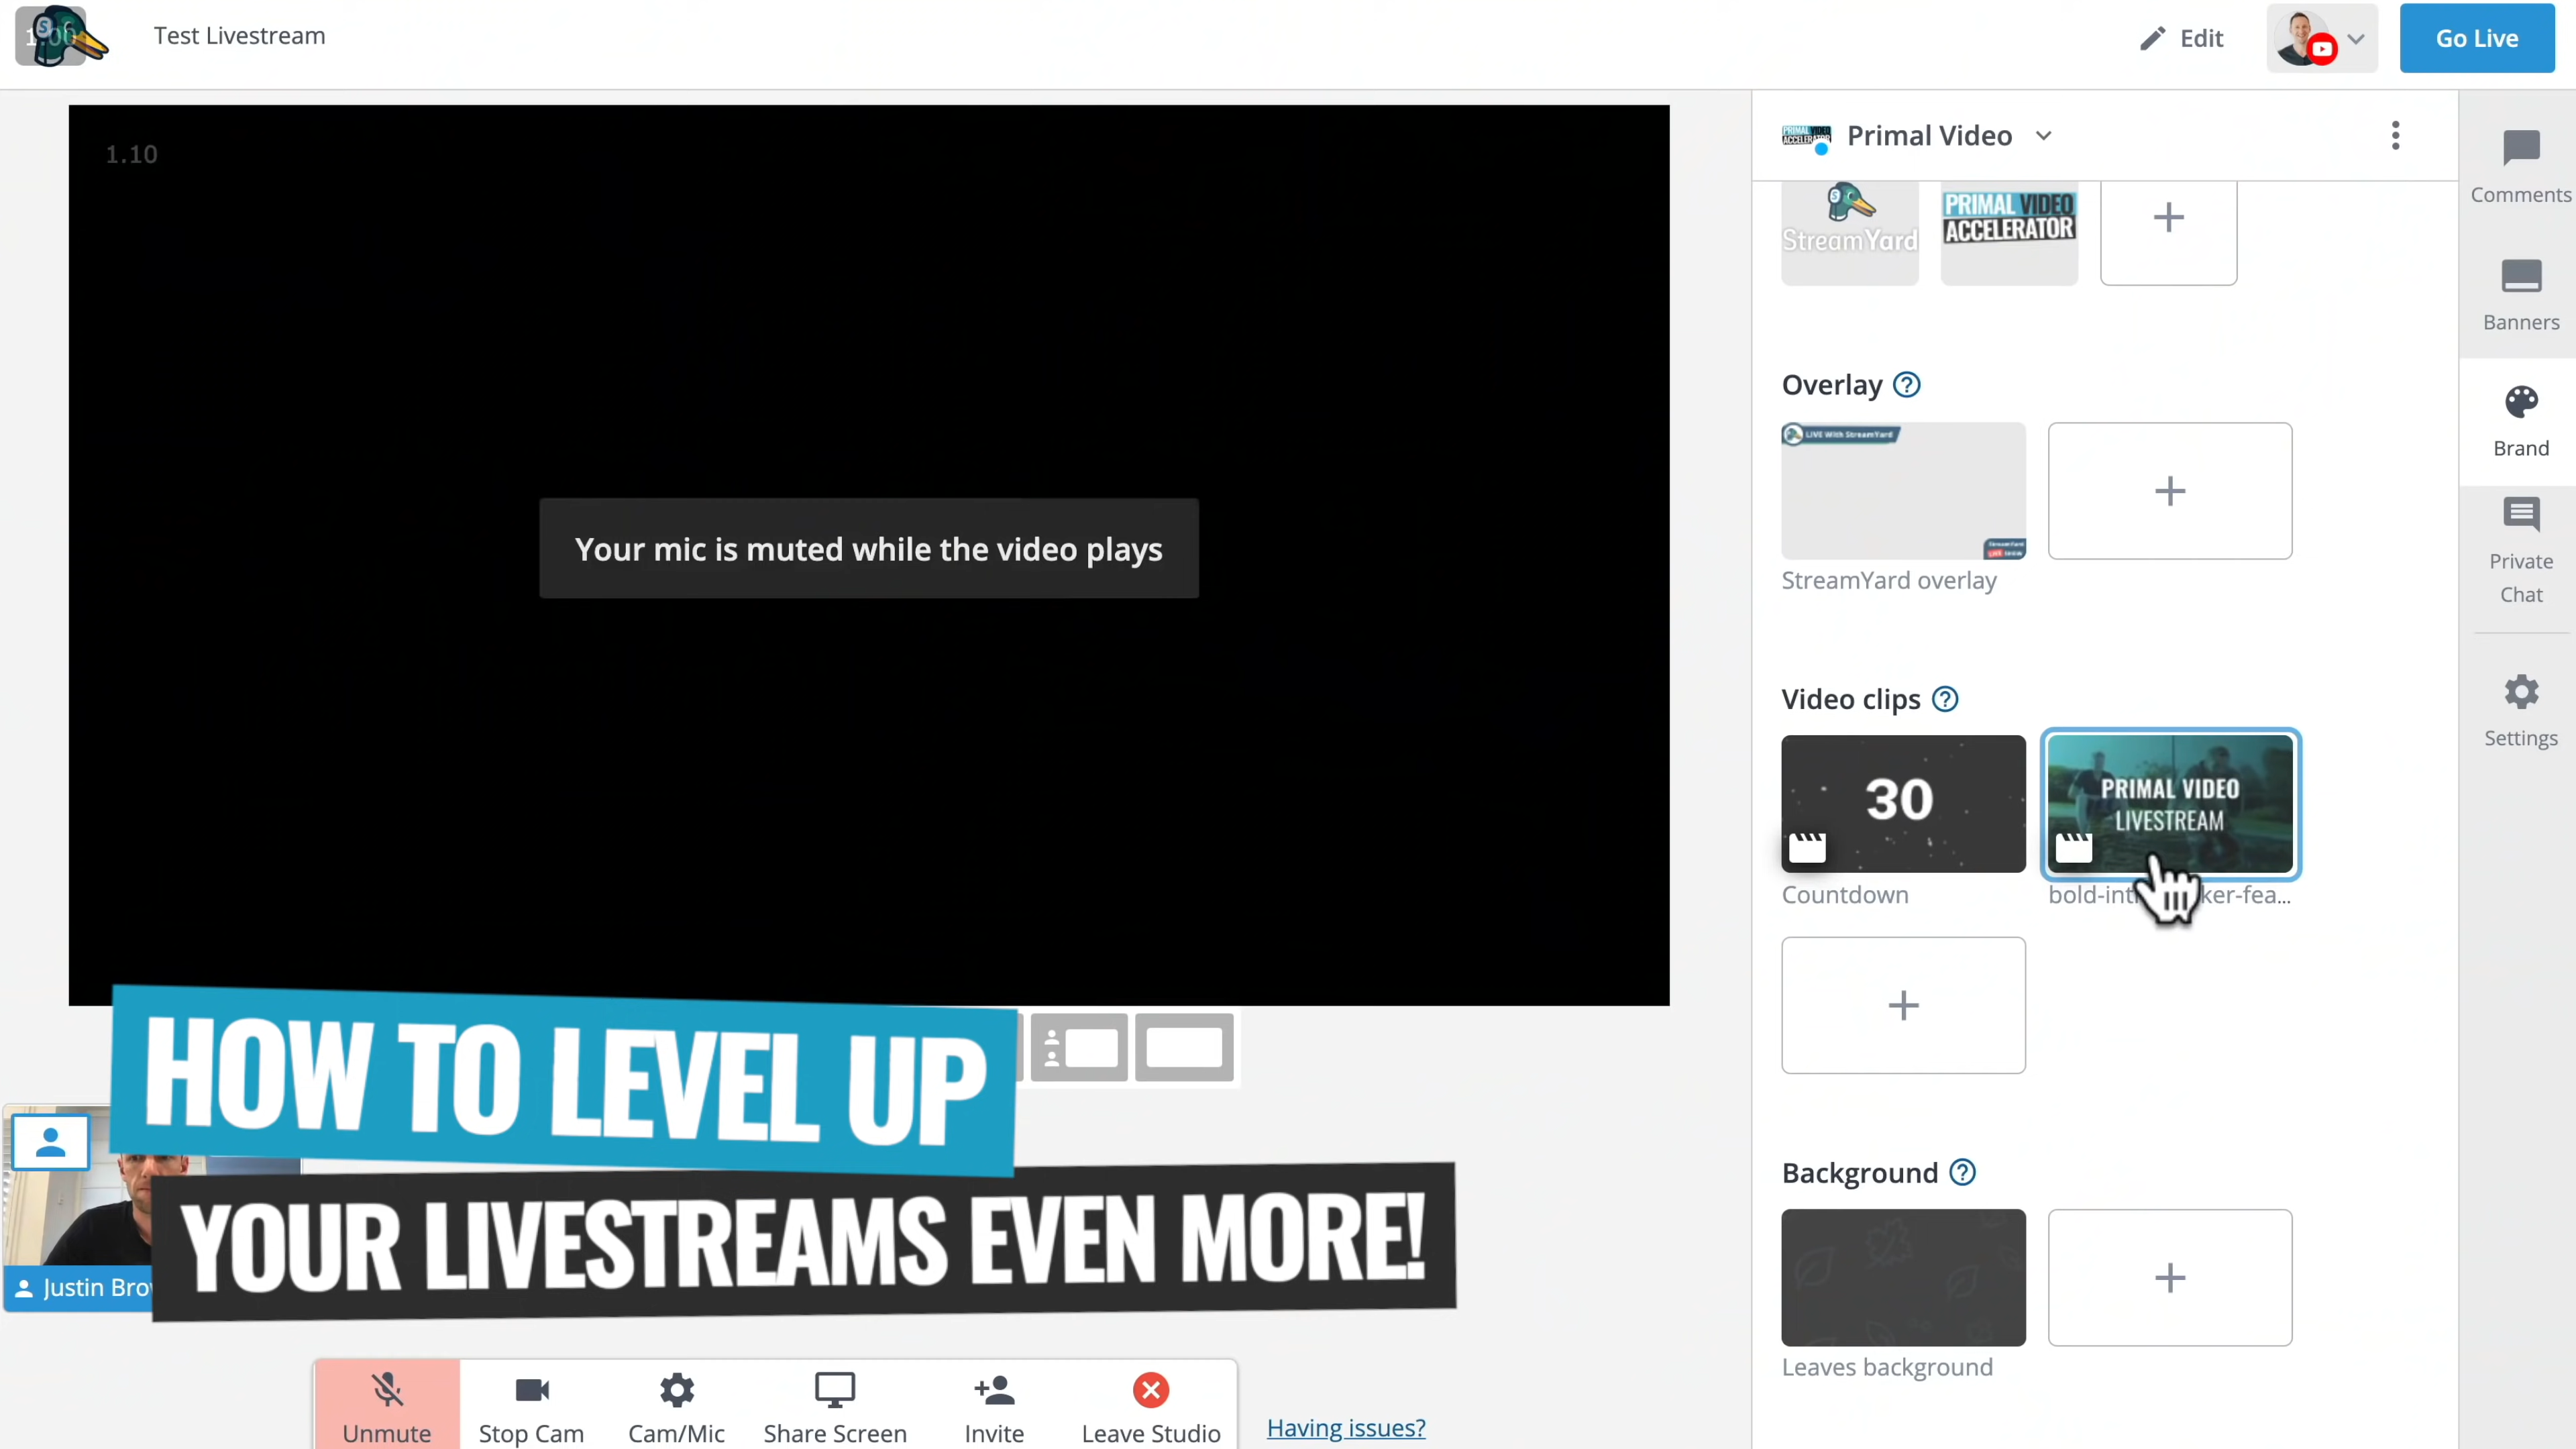 Test Livestream
Edit
Go Live
1.10
Your mic is muted while the video plays
Primal Video
StreamYard
PRIMAL VIDEO
ACCELERATOR
Overlay
LIVE With StreamYard
StreamYard overlay
Video clips
30
Countdown
PRIMAL VIDEO
LIVESTREAM
Background
Leaves background
Comments
Banners
Brand
Private
Chat
Settings
HOW TO LEVEL UP
YOUR LIVESTREAMS EVEN MORE!
Justin Bro
Unmute
Stop Cam
Cam/Mic
Share Screen
Invite
Leave Studio
Having issues?